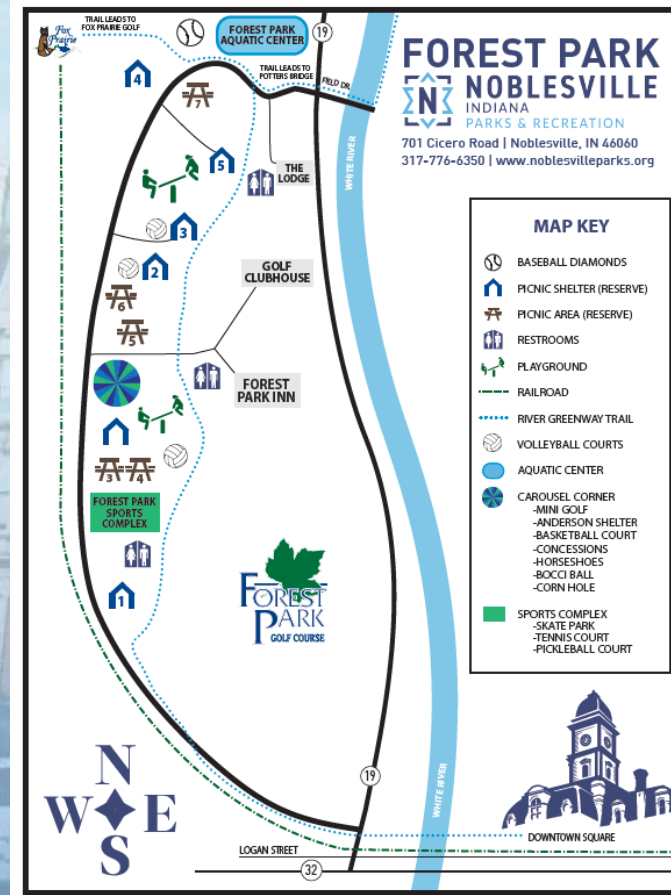 TRAIL LEADS TO
FOX PRAIRIE GOLF
Fox
Prairie
FOREST PARK
AQUATIC CENTER
19
TRAIL LEADS TO
POTTERS BRIDGE
FIELD DR.
FOREST PARK
NOBLESVILLE
N
INDIANA
PARKS & RECREATION
701 Cicero Road | Noblesville, IN 46060
317-776-6350 | www.noblesvilleparks.org
4
7
5
THE
LODGE
WHITE RIVER
3
2
6
5
GOLF
CLUBHOUSE
FOREST
PARK INN
3
4
FOREST PARK
SPORTS
COMPLEX
1
FOREST
PARK
GOLF COURSE
MAP KEY
BASEBALL DIAMONDS
PICNIC SHELTER (RESERVE)
PICNIC AREA (RESERVE)
RESTROOMS
PLAYGROUND
RAILROAD
RIVER GREENWAY TRAIL
VOLLEYBALL COURTS
AQUATIC CENTER
CAROUSEL CORNER
-MINI GOLF
-ANDERSON SHELTER
-BASKETBALL COURT
-CONCESSIONS
-HORSESHOES
-BOCCI BALL
-CORN HOLE
SPORTS COMPLEX
-SKATE PARK
-TENNIS COURT
-PICKLEBALL COURT
N
W E
S
19
WHITE RIVER
DOWNTOWN SQUARE
LOGAN STREET
32